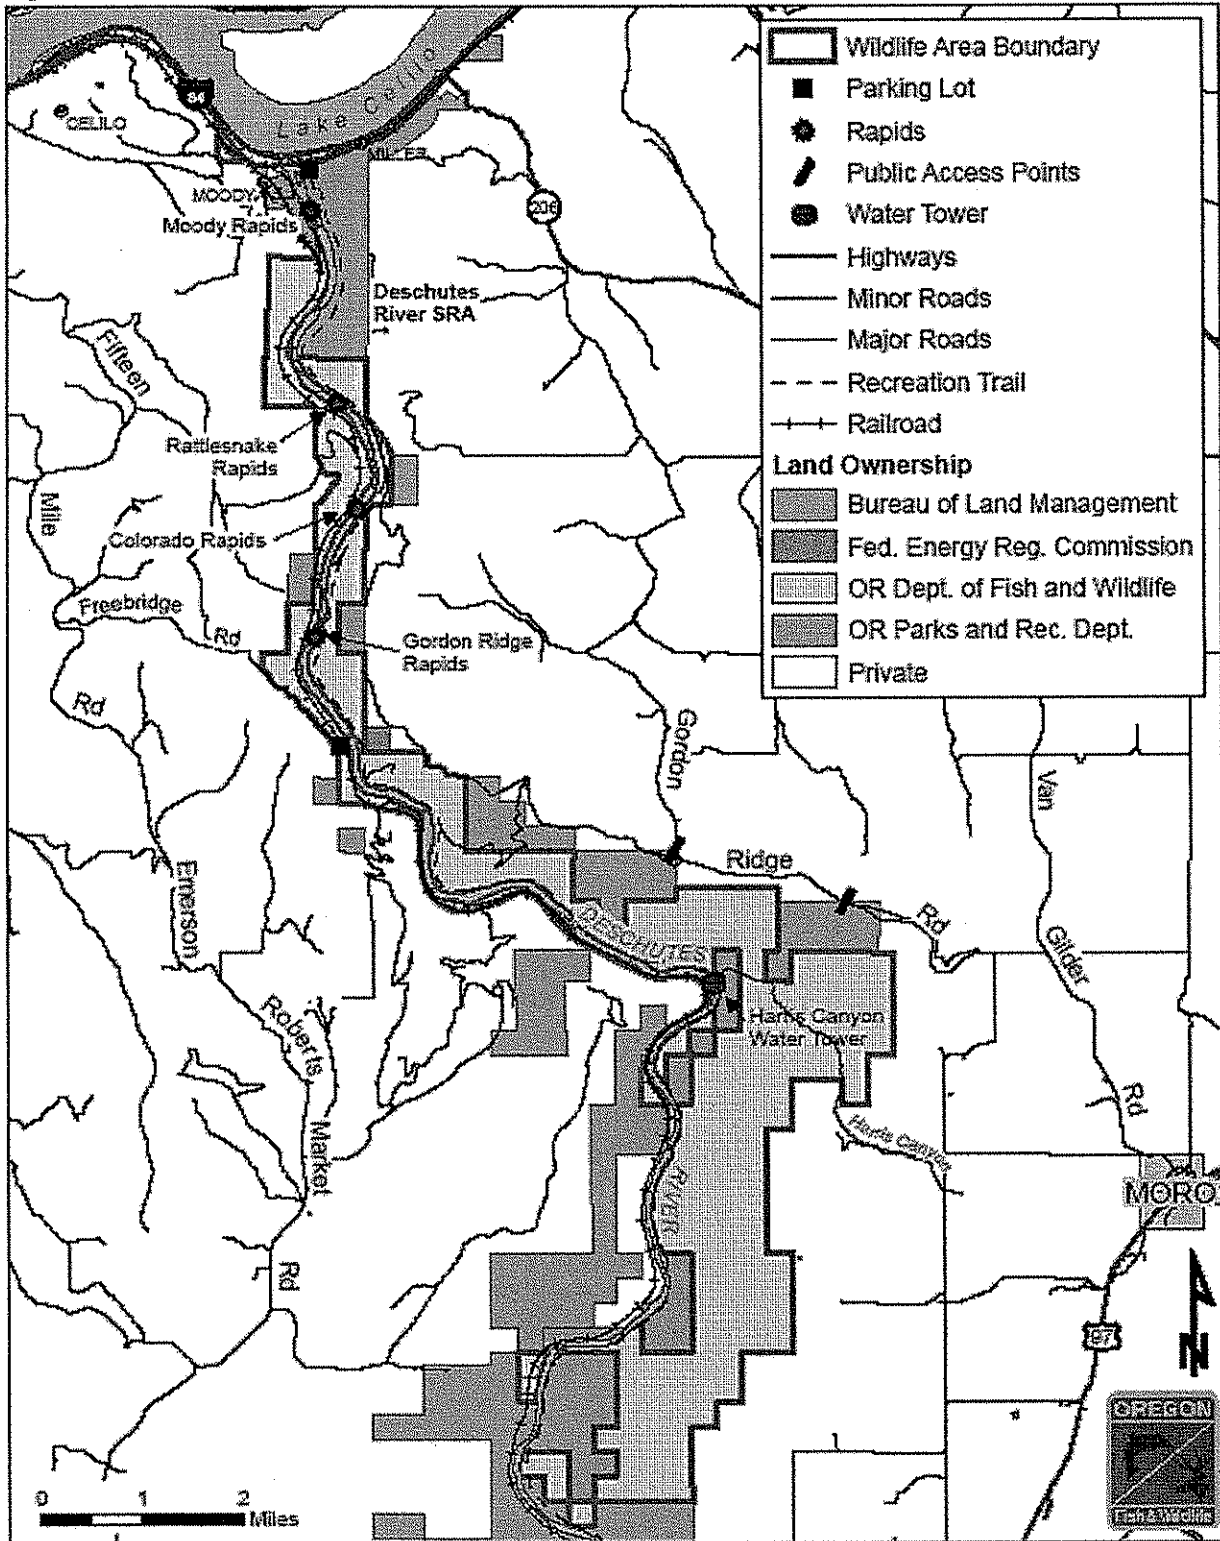 Wildlife Area Boundary
Parking Lot
Rapids
Public Access Points
Water Tower
Highways
Minor Roads
Major Roads
Recreation Trail
Railroad
Land Ownership
Bureau of Land Management
Fed. Energy Reg. Commission
OR Dept. of Fish and Wildlife
OR Parks and Rec. Dept.
Private
84
Lake Celilo
CELILO
MILLER
MOODY
Moody Rapids
206
Deschutes
River SRA
Fifteen
Mile
Rd
Rattlesnake
Rapids
Colorado Rapids
Freebridge
Rd
Gordon Ridge
Rapids
Gordon
Ridge
Rd
Van
Gilder
Rd
Emerson
Roberts
Market
Rd
DESCHUTES
RIVER
Harris Canyon
Water Tower
Harris Canyon
MORO
97
N
OREGON
Fish & Wildlife
0 1 2
Miles